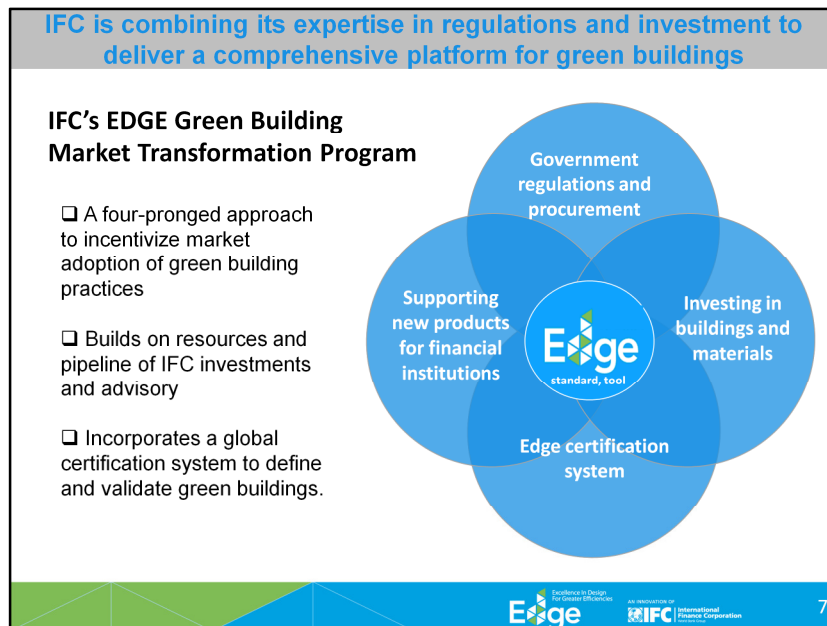 IFC is combining its expertise in regulations and investment to
deliver a comprehensive platform for green buildings
IFC's EDGE Green Building
Market Transformation Program
❑ A four-pronged approach
to incentivize market
adoption of green building
practices
❑ Builds on resources and
pipeline of IFC investments
and advisory
❑ Incorporates a global
certification system to define
and validate green buildings.
Government
regulations and
procurement
Supporting
new products
for financial
institutions
Edge
standard, tool
Investing in
buildings and
materials
Edge certification
system
Edge
Excellence In Design
For Greater Efficiencies
AN INNOVATION OF
IFC
International
Finance Corporation
World Bank Group
7